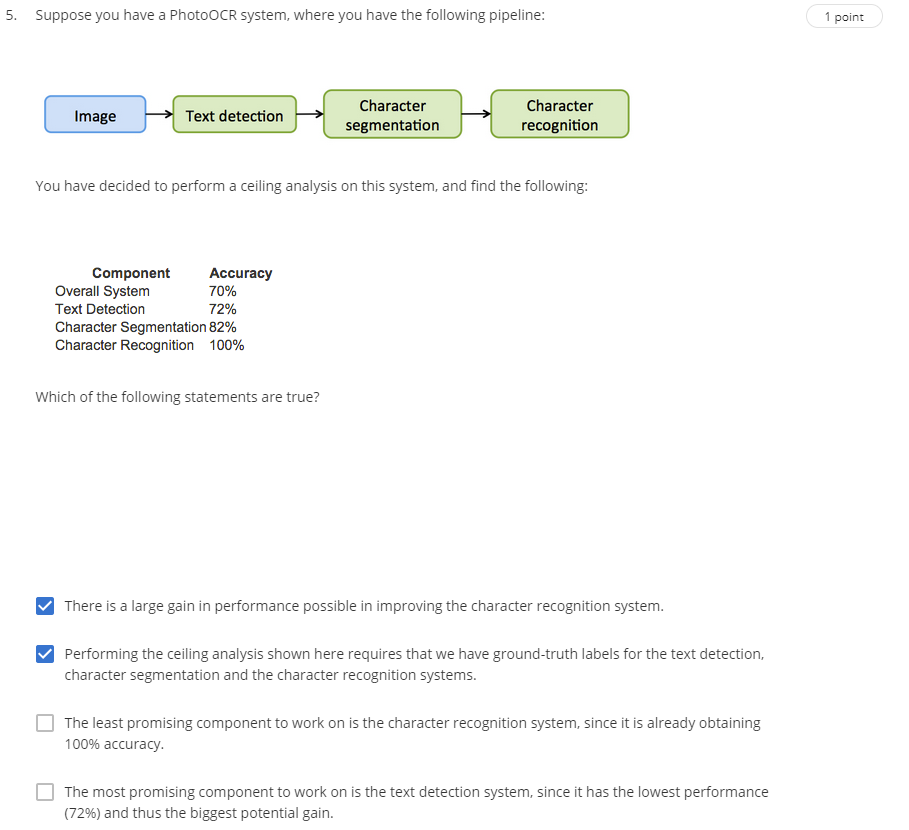 5. Suppose you have a PhotoOCR system, where you have the following pipeline:
1 point
Image
Text detection
Character
segmentation
Character
recognition
You have decided to perform a ceiling analysis on this system, and find the following:
Component Accuracy
Overall System 70%
Text Detection 72%
Character Segmentation 82%
Character Recognition 100%
Which of the following statements are true?
There is a large gain in performance possible in improving the character recognition system.
Performing the ceiling analysis shown here requires that we have ground-truth labels for the text detection,
character segmentation and the character recognition systems.
The least promising component to work on is the character recognition system, since it is already obtaining
100% accuracy.
The most promising component to work on is the text detection system, since it has the lowest performance
(72%) and thus the biggest potential gain.